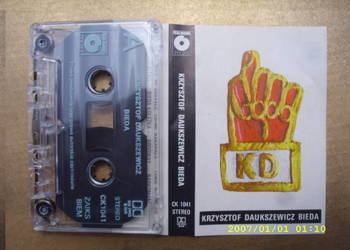 A
KRZYSZTOF DAUKSZEWICZ
BIEDA
STEREO
CK 1041
ZAIKS
BIEM
KRZYSZTOF DAUKSZEWICZ BIEDA
CK 1041
STEREO
KD
KRZYSZTOF DAUKSZEWICZ BIEDA
2007/01/01 01:10